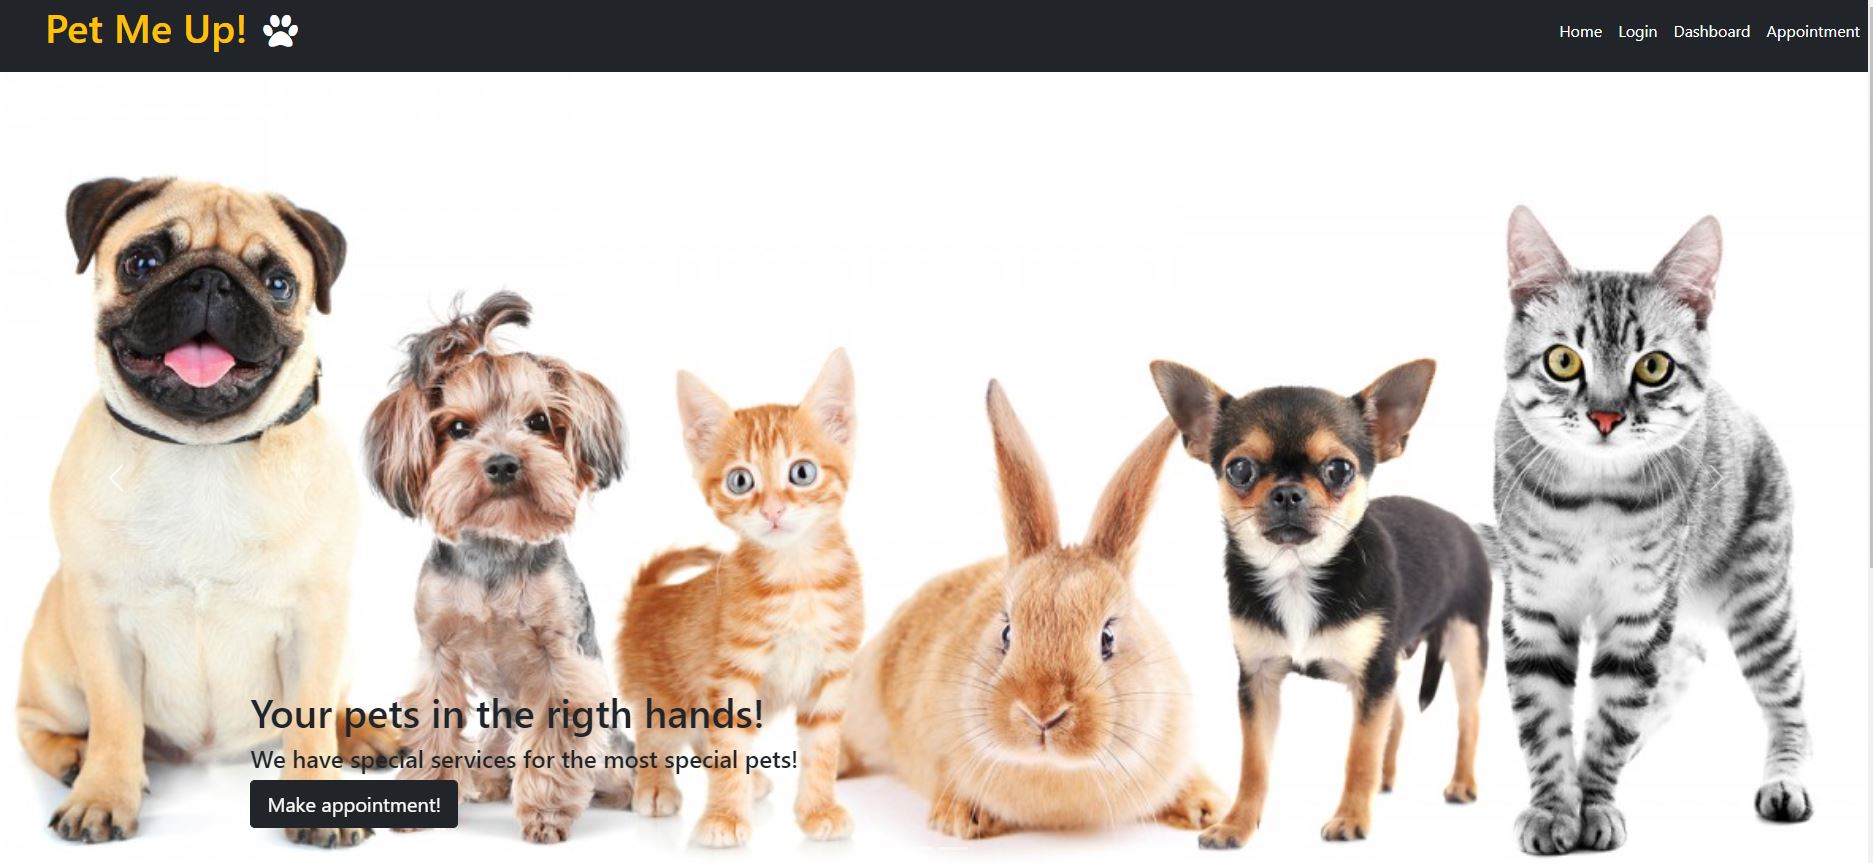 Pet Me Up!
Home Login Dashboard Appointment
Your pets in the rigth hands!
We have special services for the most special pets!
Make appointment!